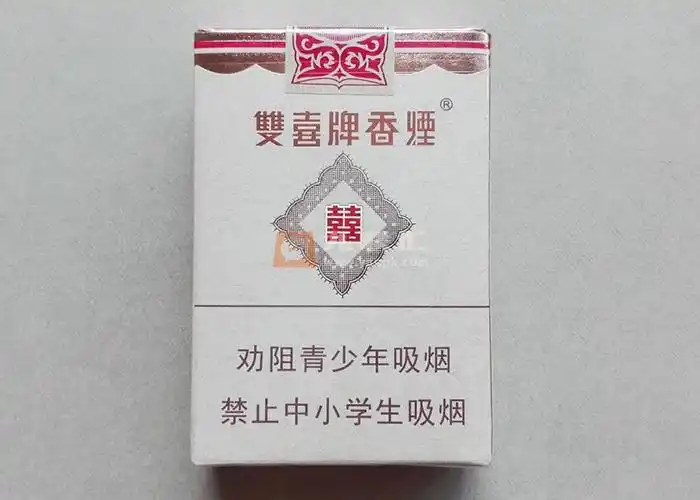 雙喜牌香煙®
囍
劝阻青少年吸烟
禁止中小学生吸烟